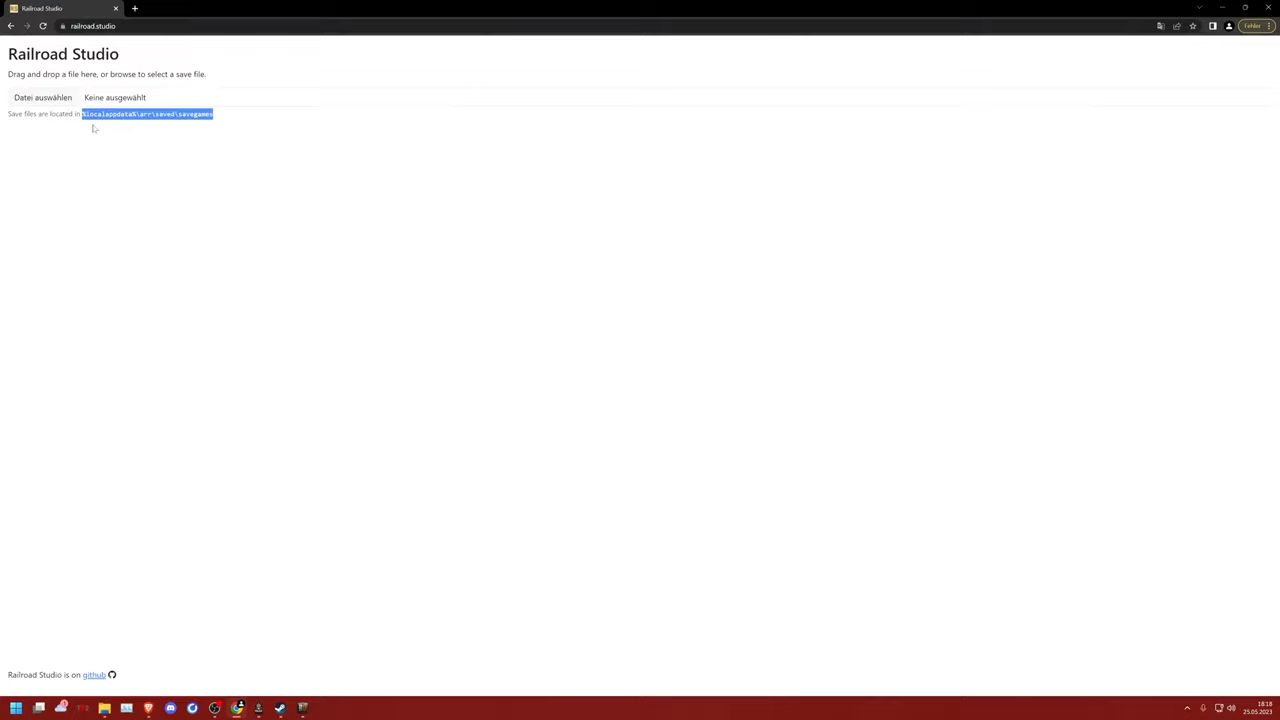 Railroad Studio
railroad.studio
Fehler
Railroad Studio
Drag and drop a file here, or browse to select a save file.
Datei auswählen Keine ausgewählt
Save files are located in %localappdata%\arr\saved\savegames
Railroad Studio is on github
18:18
25.05.2023